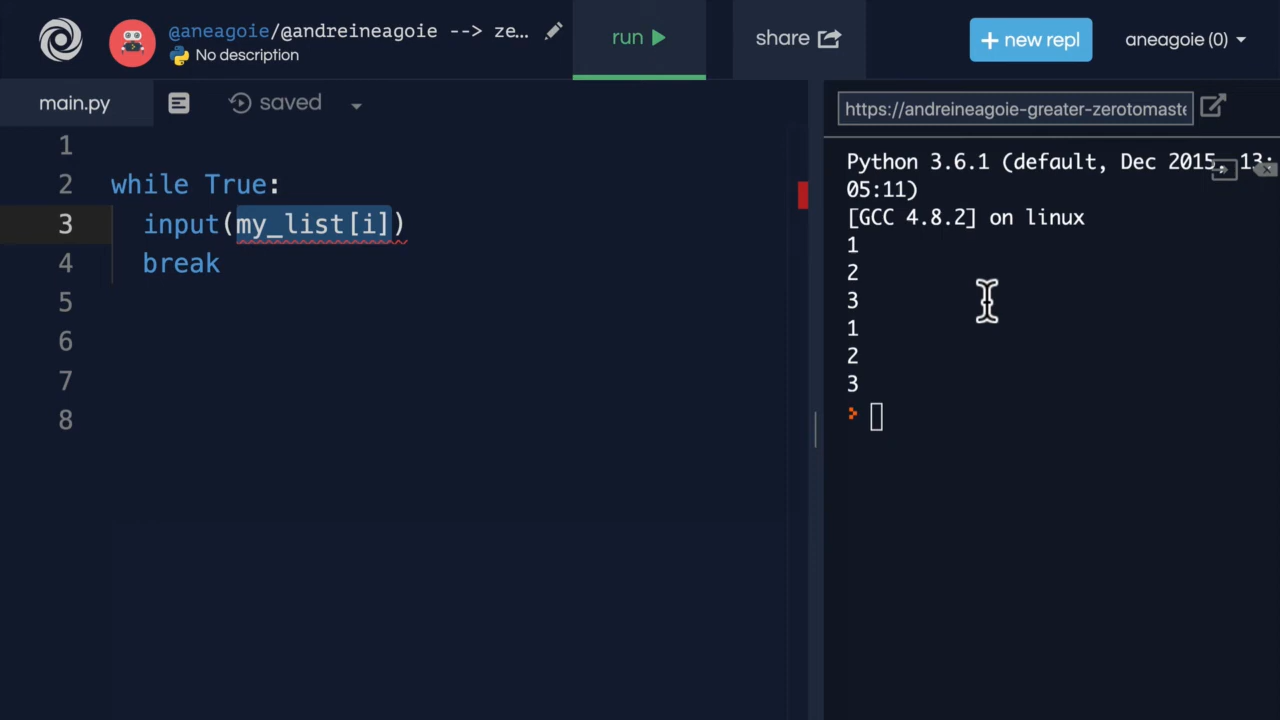 @aneagoie/@andreineagoie --> ze...
No description
run
share
+ new repl
aneagoie (0)
main.py
saved
https://andreineagoie-greater-zerotomaste
1
2 while True:
3 input(my_list[i])
4 break
5
6
7
8
Python 3.6.1 (default, Dec 2015, 13:
05:11)
[GCC 4.8.2] on linux
1
2
3
1
2
3